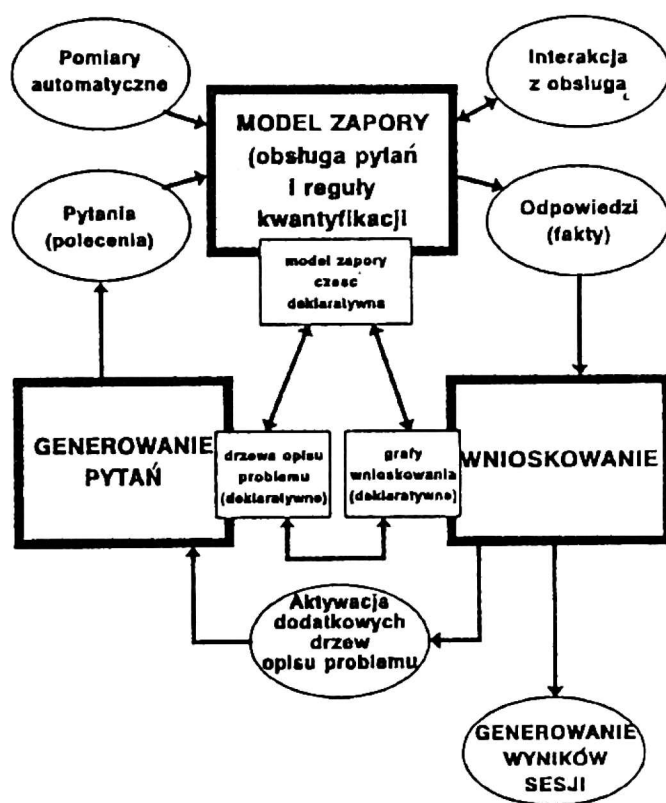 Pomiary
automatyczne
Interakcja
z obsługą
MODEL ZAPORY
(obsługa pytań
i reguły
kwantyfikacji
Pytania
(polecenia)
Odpowiedzi
(fakty)
model zapory
czesc
deklaratywna
GENEROWANIE
PYTAŃ
drzewa opisu
problemu
(deklaratywne)
grafy
wnioskowania
(deklaratywne)
WNIOSKOWANIE
Aktywacja
dodatkowych
drzew
opisu problemu
GENEROWANIE
WYNIKÓW
SESJI